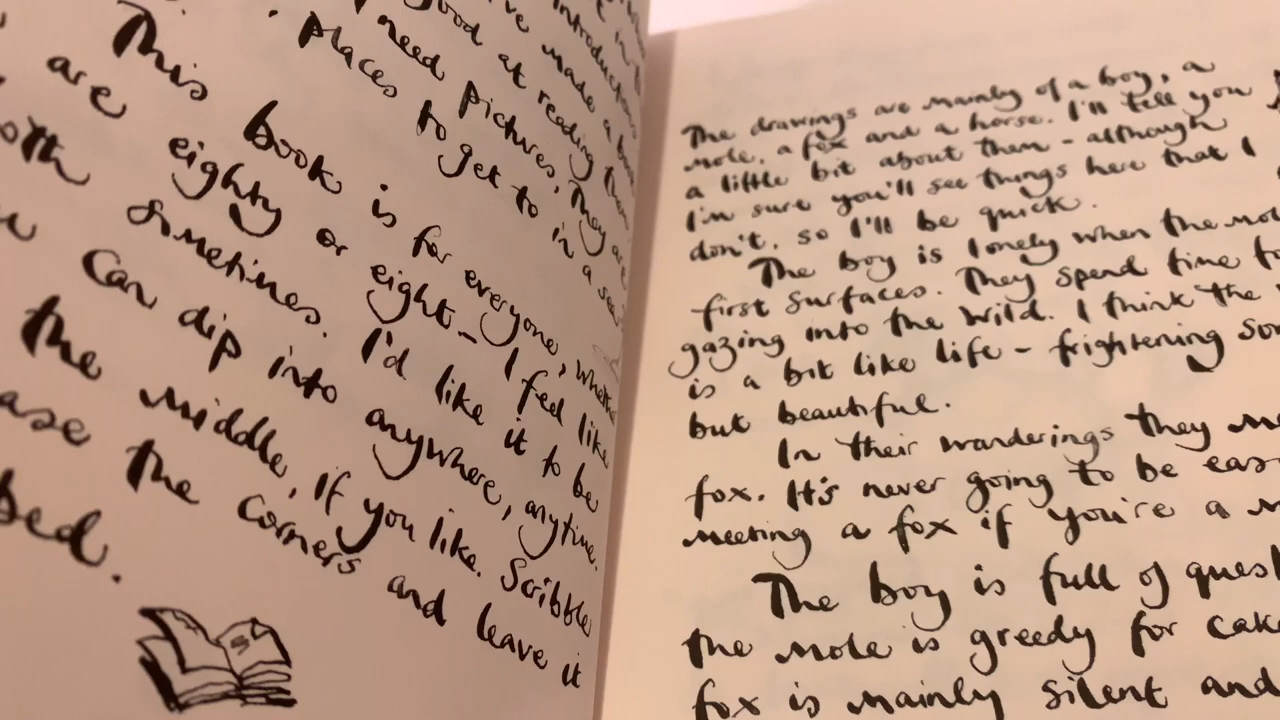 introduction
've made a
good at reading them
need pictures, They are
places to get to in a
This book is for everyone,
are eighty or eight - I feel like
sometimes. I'd like it to be
Can dip into anywhere, anytime.
the middle, if you like. Scribble
the corners and leave it
The drawings are mainly of a boy, a
mole, a fox and a horse. I'll tell you
a little bit about them - although
I'm sure you'll see things here that I
don't, so I'll be quick.
The boy is lonely when the
first surfaces. They spend time
gazing into the wild. I think the
is a bit like life - frightening
but beautiful.
In their wanderings they
fox. It's never going to be
meeting a fox if you're a
The boy is full of
the mole is greedy for
fox is mainly silent and